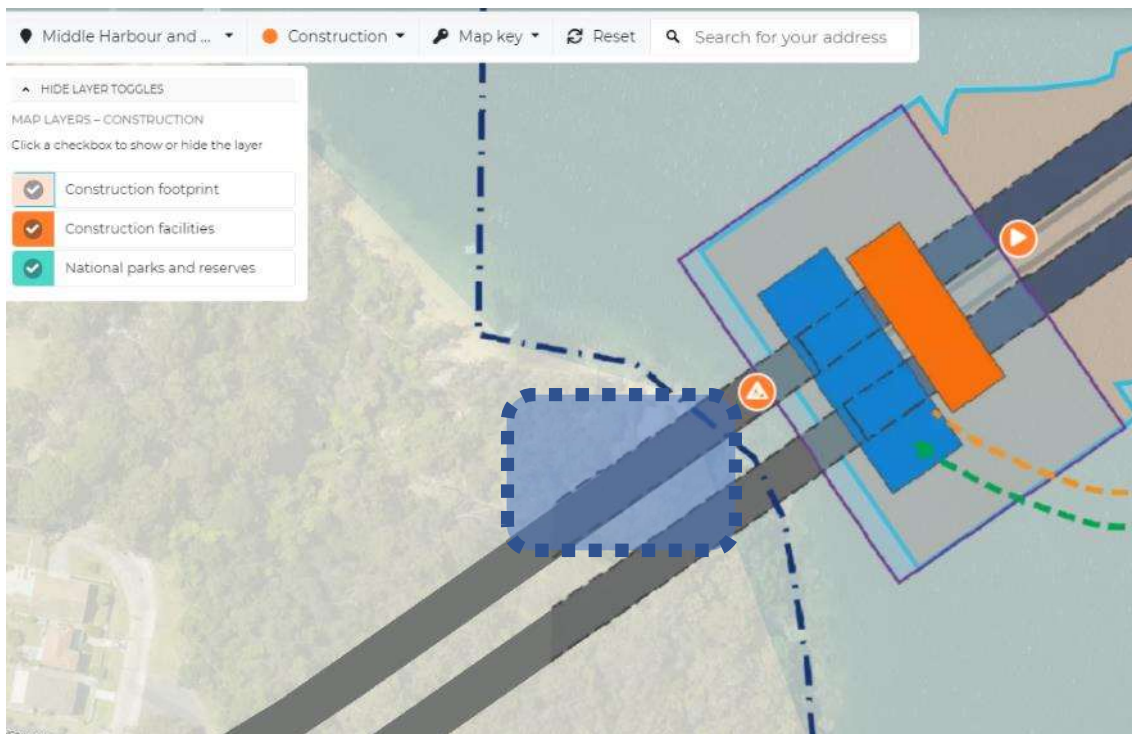 Middle Harbour and ... Construction Map key Reset Search for your address
HIDE LAYER TOGGLES
MAP LAYERS – CONSTRUCTION
Click a checkbox to show or hide the layer
Construction footprint
Construction facilities
National parks and reserves